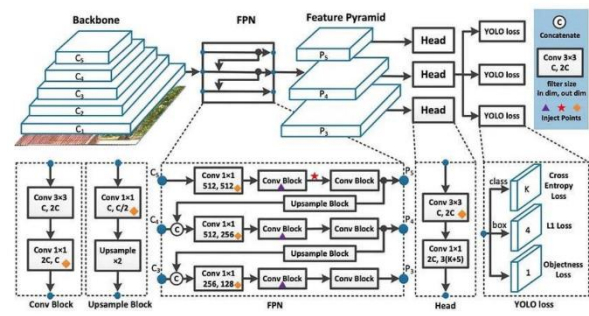 Backbone
FPN
Feature Pyramid
C5
C4
C3
C2
C1
P5
P4
P3
Head
Head
Head
YOLO loss
YOLO loss
YOLO loss
C
Concatenate
Conv 3×3
C, 2C
filter size
in dim, out dim
Inject Points
Conv 3×3
C, 2C
Conv 1×1
2C, C
Conv Block
Conv 1×1
C, C/2
Upsample
×2
Upsample Block
C5
Conv 1×1
512, 512
Conv Block
Conv Block
P5
Upsample Block
C4
C
Conv 1×1
512, 256
Conv Block
Conv Block
P4
Upsample Block
C3
C
Conv 1×1
256, 128
Conv Block
Conv Block
P3
FPN
Conv 3×3
C, 2C
Conv 1×1
2C, 3(K+5)
Head
class
K
Cross
Entropy
Loss
box
4
L1 Loss
1
Objectness
Loss
YOLO loss